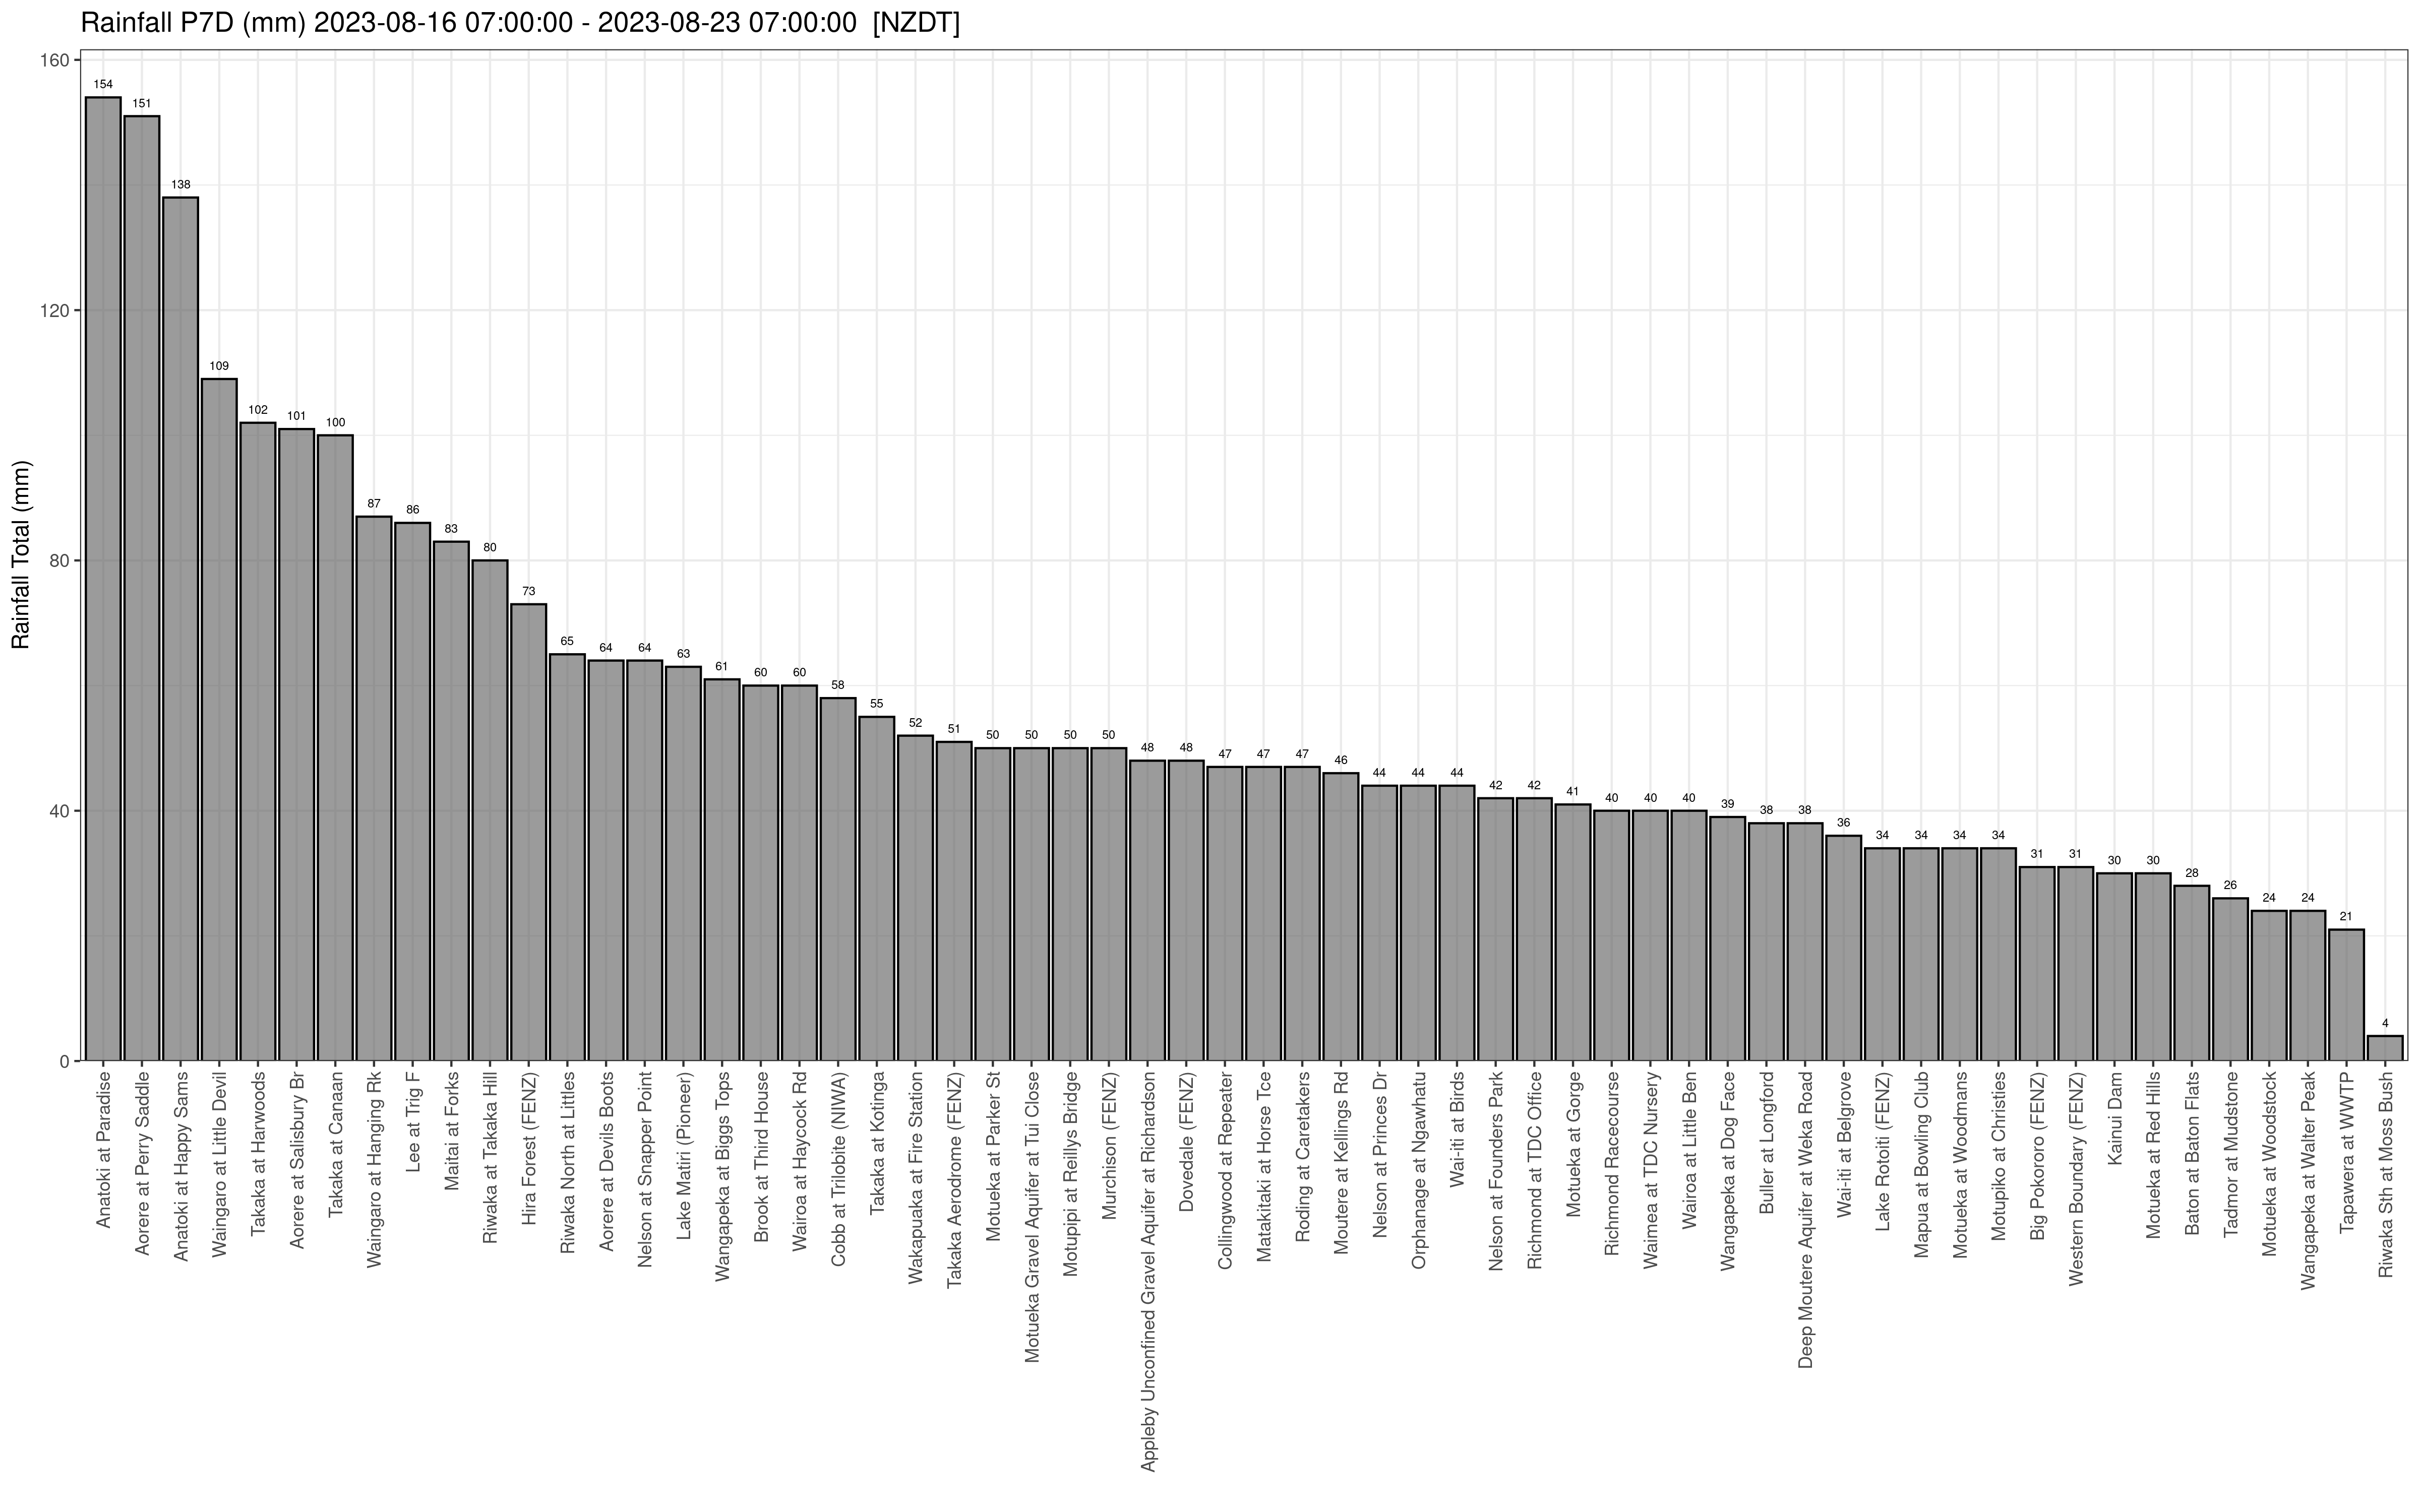 Rainfall P7D (mm) 2023-08-16 07:00:00 - 2023-08-23 07:00:00 [NZDT]
Rainfall Total (mm)
160
120
80
40
0
154
151
138
109
102
101
100
87
86
83
80
73
65
64
64
63
61
60
60
58
55
52
51
50
50
50
50
48
48
47
47
47
46
44
44
44
42
42
41
40
40
40
39
38
38
36
34
34
34
34
31
31
30
30
28
26
24
24
21
4
Anatoki at Paradise
Aorere at Perry Saddle
Anatoki at Happy Sams
Waingaro at Little Devil
Takaka at Harwoods
Aorere at Salisbury Br
Takaka at Canaan
Waingaro at Hanging Rk
Lee at Trig F
Maitai at Forks
Riwaka at Takaka Hill
Hira Forest (FENZ)
Riwaka North at Littles
Aorere at Devils Boots
Nelson at Snapper Point
Lake Matiri (Pioneer)
Wangapeka at Biggs Tops
Brook at Third House
Wairoa at Haycock Rd
Cobb at Trilobite (NIWA)
Takaka at Kotinga
Wakapuaka at Fire Station
Takaka Aerodrome (FENZ)
Motueka at Parker St
Motueka Gravel Aquifer at Tui Close
Motupipi at Reillys Bridge
Murchison (FENZ)
Appleby Unconfined Gravel Aquifer at Richardson
Dovedale (FENZ)
Collingwood at Repeater
Matakitaki at Horse Tce
Roding at Caretakers
Moutere at Kellings Rd
Nelson at Princes Dr
Orphanage at Ngawhatu
Wai-iti at Birds
Nelson at Founders Park
Richmond at TDC Office
Motueka at Gorge
Richmond Racecourse
Waimea at TDC Nursery
Wairoa at Little Ben
Wangapeka at Dog Face
Buller at Longford
Deep Moutere Aquifer at Weka Road
Wai-iti at Belgrove
Lake Rotoiti (FENZ)
Mapua at Bowling Club
Motueka at Woodmans
Motupiko at Christies
Big Pokororo (FENZ)
Western Boundary (FENZ)
Kainui Dam
Motueka at Red Hills
Baton at Baton Flats
Tadmor at Mudstone
Motueka at Woodstock
Wangapeka at Walter Peak
Tapawera at WWTP
Riwaka Sth at Moss Bush